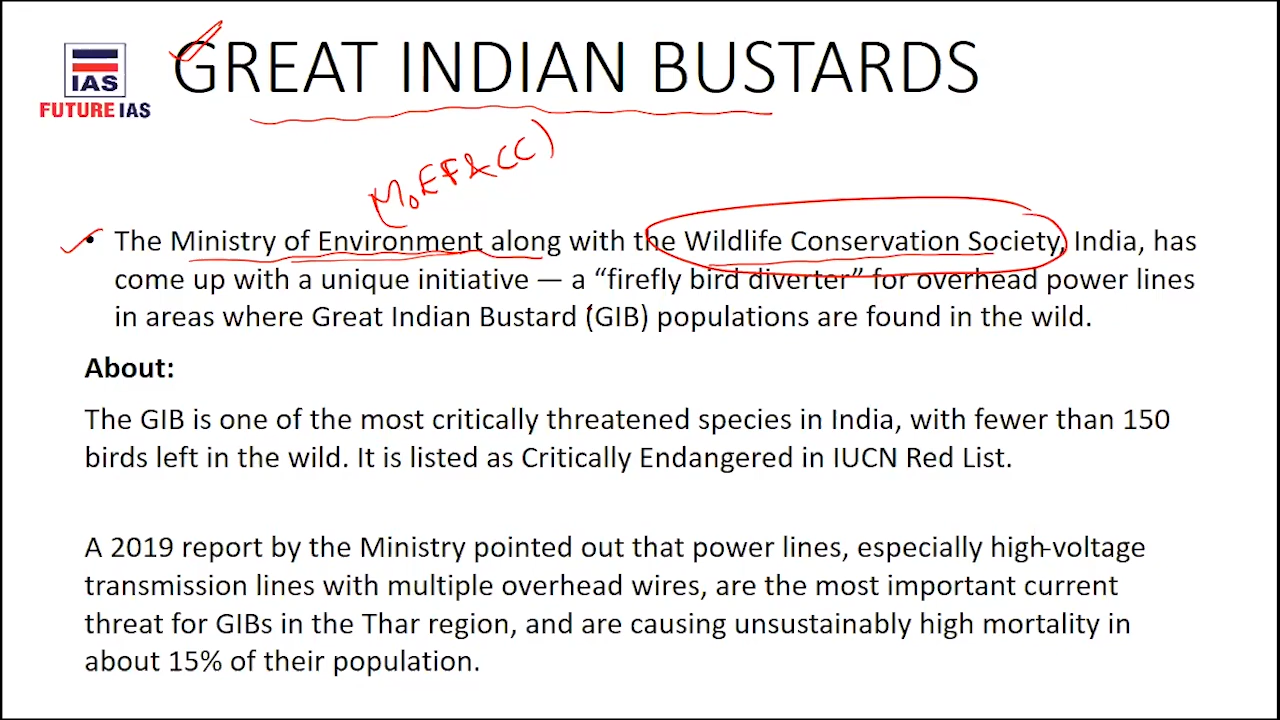 GREAT INDIAN BUSTARDS
IAS
FUTURE IAS
MoEF&CC)
• The Ministry of Environment along with the Wildlife Conservation Society, India, has
come up with a unique initiative — a “firefly bird diverter” for overhead power lines
in areas where Great Indian Bustard (GIB) populations are found in the wild.
About:
The GIB is one of the most critically threatened species in India, with fewer than 150
birds left in the wild. It is listed as Critically Endangered in IUCN Red List.
A 2019 report by the Ministry pointed out that power lines, especially high-voltage
transmission lines with multiple overhead wires, are the most important current
threat for GIBs in the Thar region, and are causing unsustainably high mortality in
about 15% of their population.